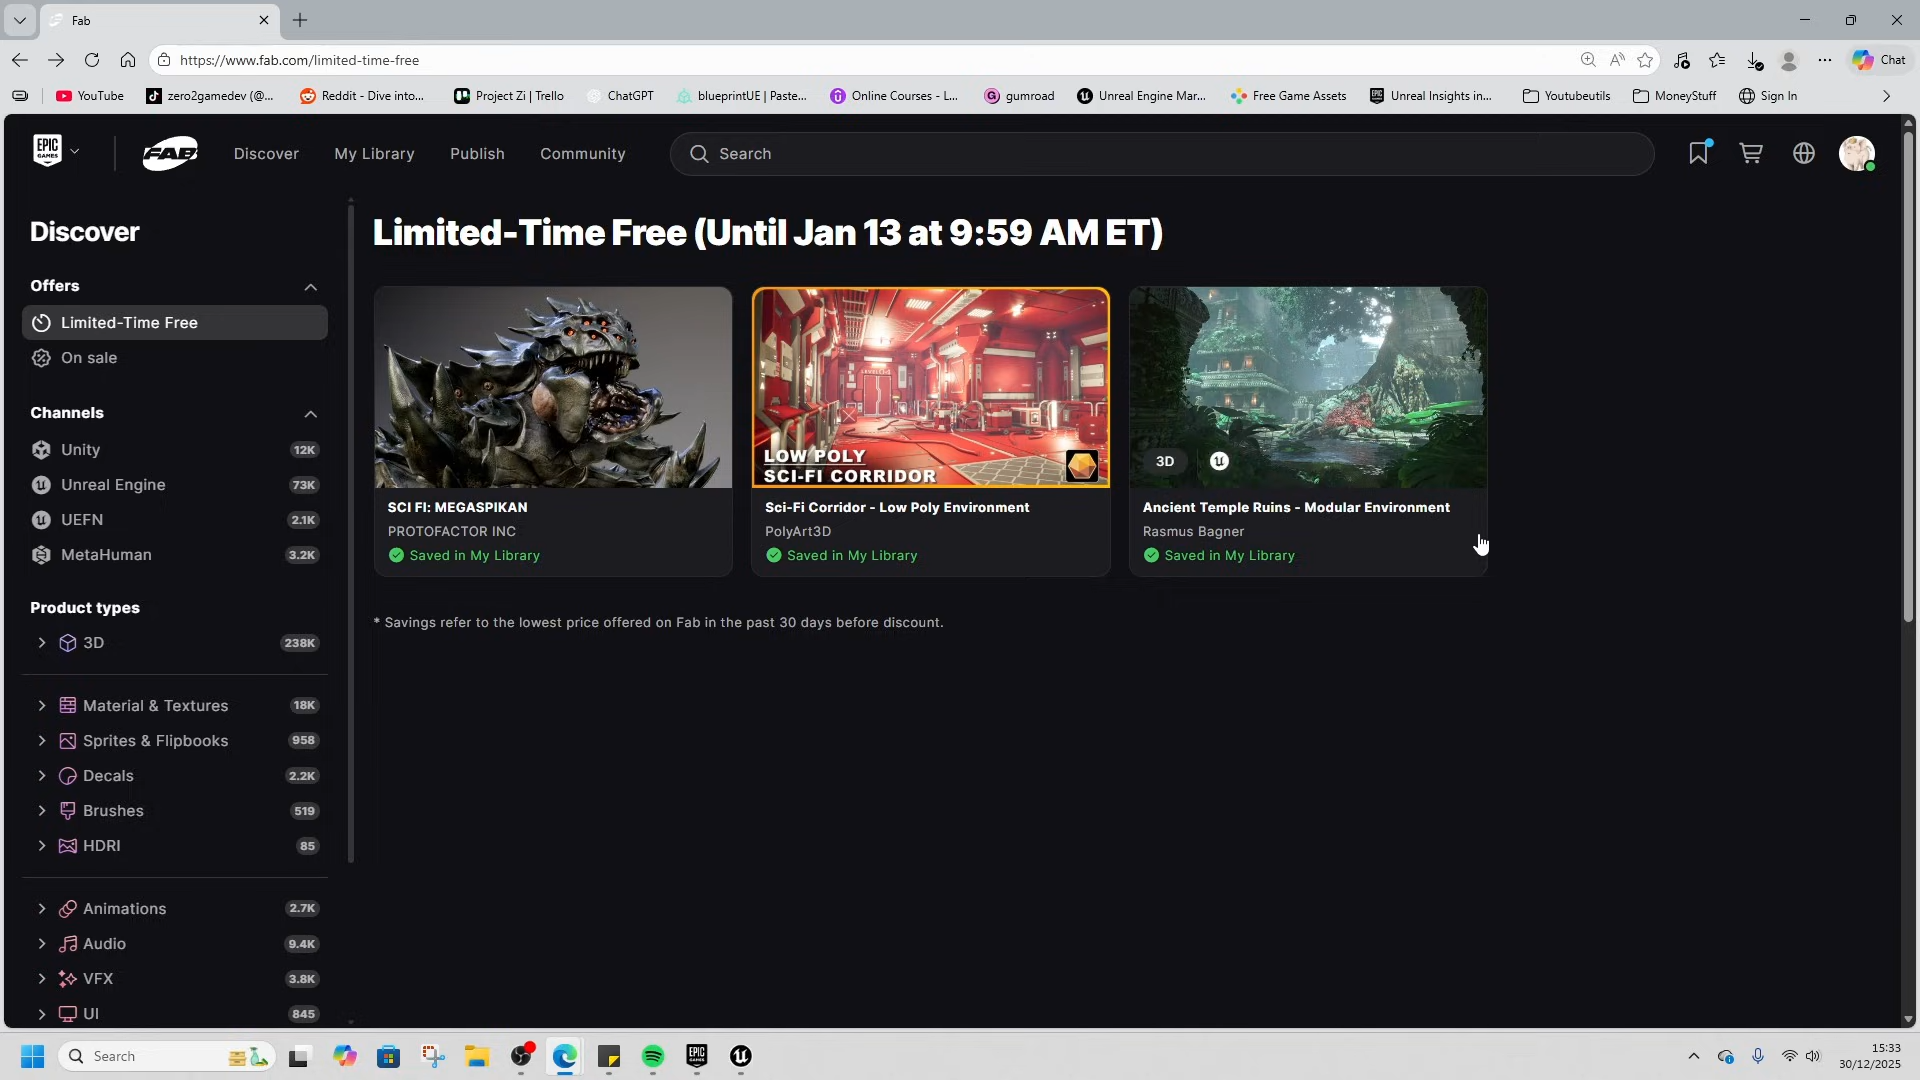 Fab
https://www.fab.com/limited-time-free
Chat
YouTube
zero2gamedev (@...
Reddit - Dive into...
Project Zi | Trello
ChatGPT
blueprintUE | Paste...
Online Courses - L...
gumroad
Unreal Engine Mar...
Free Game Assets
Unreal Insights in...
Youtubeutils
MoneyStuff
Sign In
EPIC GAMES
FAB
Discover
My Library
Publish
Community
Search
Discover
Offers
Limited-Time Free
On sale
Channels
Unity 12K
Unreal Engine 73K
UEFN 2.1K
MetaHuman 3.2K
Product types
3D 238K
Material & Textures 18K
Sprites & Flipbooks 958
Decals 2.2K
Brushes 519
HDRI 85
Animations 2.7K
Audio 9.4K
VFX 3.8K
UI 845
Limited-Time Free (Until Jan 13 at 9:59 AM ET)
SCI FI: MEGASPIKAN
PROTOFACTOR INC
Saved in My Library
LOW POLY
SCI-FI CORRIDOR
Sci-Fi Corridor - Low Poly Environment
PolyArt3D
Saved in My Library
3D
Ancient Temple Ruins - Modular Environment
Rasmus Bagner
Saved in My Library
* Savings refer to the lowest price offered on Fab in the past 30 days before discount.
Search
EPIC
15:33
30/12/2025